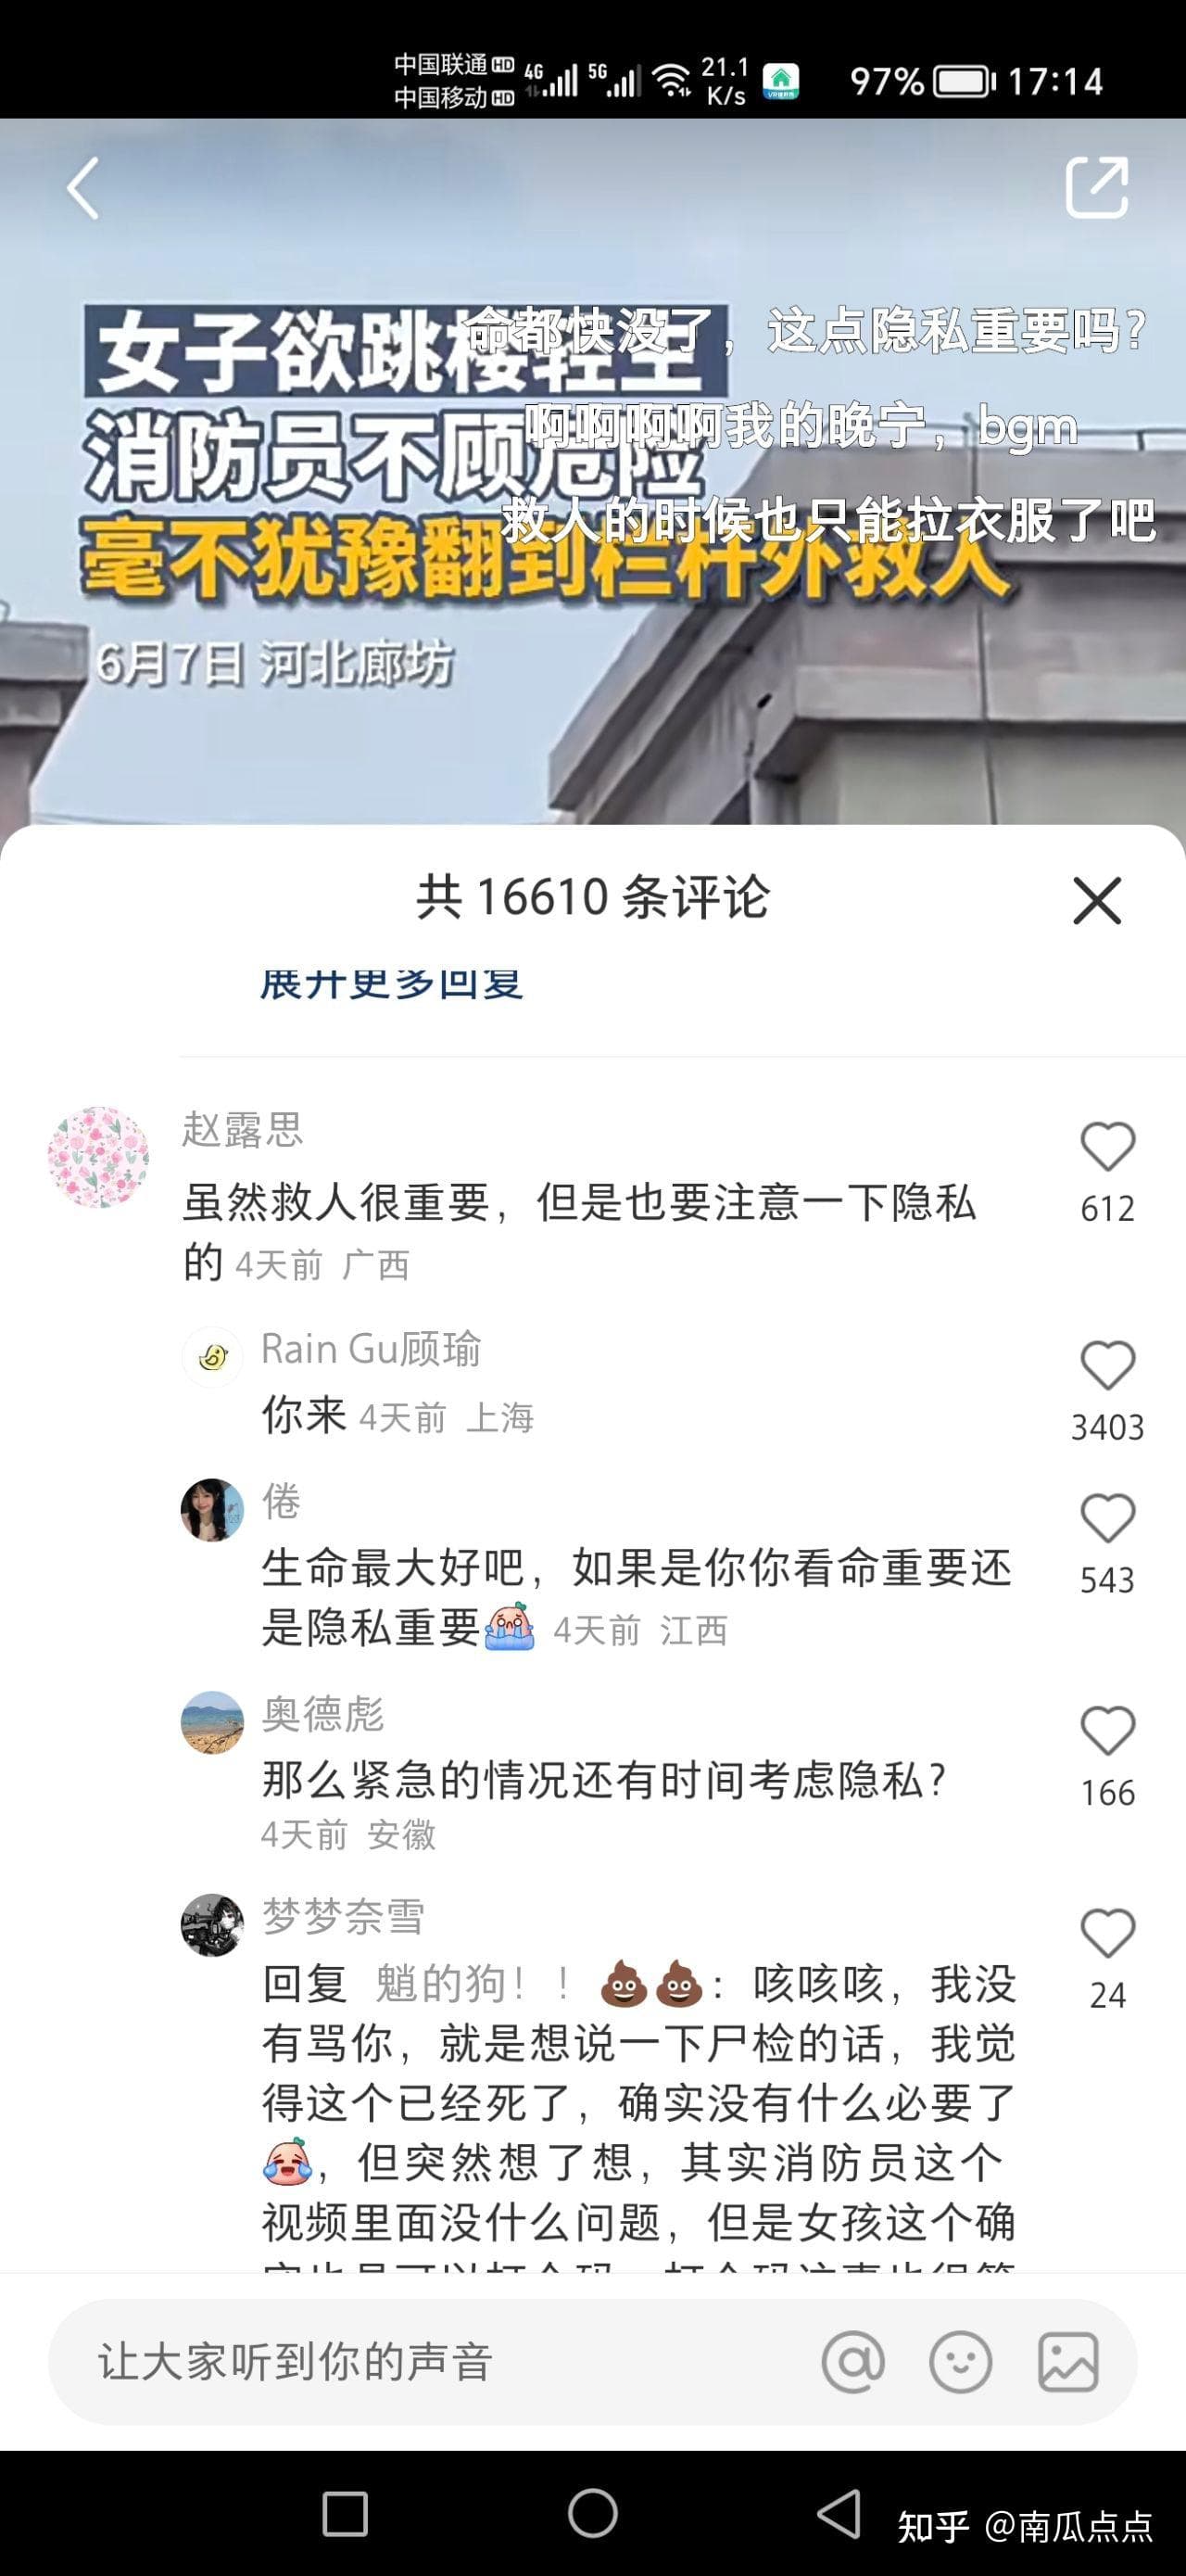 中国联通HD 4G 5G 21.1 97% 17:14
中国移动HD K/s
女子欲跳楼轻生
命都快没了，这点隐私重要吗？
消防员不顾危险
啊啊啊啊我的晚宁，bgm
救人的时候也只能拉衣服了吧
毫不犹豫翻到栏杆外救人
6月7日 河北廊坊
共 16610 条评论
展开更多回复
赵露思
虽然救人很重要，但是也要注意一下隐私
的 4天前 广西
612
Rain Gu顾瑜
你来 4天前 上海
3403
倦
生命最大好吧，如果是你你看命重要还
是隐私重要 4天前 江西
543
奥德彪
那么紧急的情况还有时间考虑隐私？
4天前 安徽
166
梦梦奈雪
回复 魈的狗！！💩💩：咳咳咳，我没
有骂你，就是想说一下尸检的话，我觉
得这个已经死了，确实没有什么必要了
，但突然想了想，其实消防员这个
视频里面没什么问题，但是女孩这个确
24
让大家听到你的声音
知乎 @南瓜点点